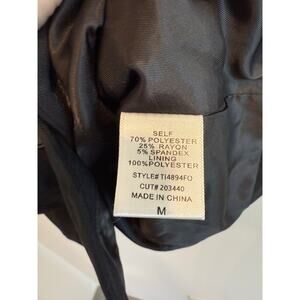 SELF
70% POLYESTER
25% RAYON
5% SPANDEX
LINING
100%POLYESTER
STYLE# TI4894FO
CUT# 203440
MADE IN CHINA
M